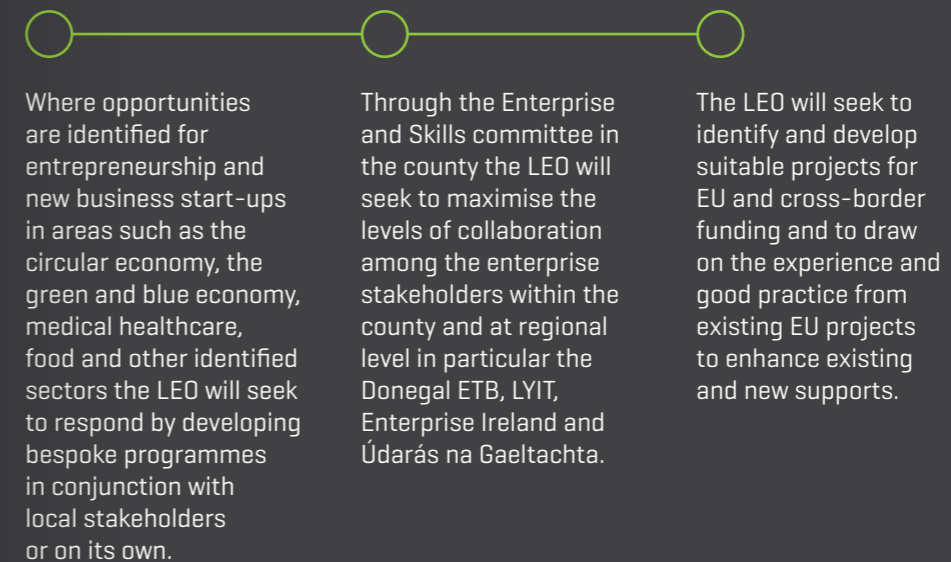 Where opportunities
are identified for
entrepreneurship and
new business start-ups
in areas such as the
circular economy, the
green and blue economy,
medical healthcare,
food and other identified
sectors the LEO will seek
to respond by developing
bespoke programmes
in conjunction with
local stakeholders
or on its own.
Through the Enterprise
and Skills committee in
the county the LEO will
seek to maximise the
levels of collaboration
among the enterprise
stakeholders within the
county and at regional
level in particular the
Donegal ETB, LYIT,
Enterprise Ireland and
Údarás na Gaeltachta.
The LEO will seek to
identify and develop
suitable projects for
EU and cross-border
funding and to draw
on the experience and
good practice from
existing EU projects
to enhance existing
and new supports.